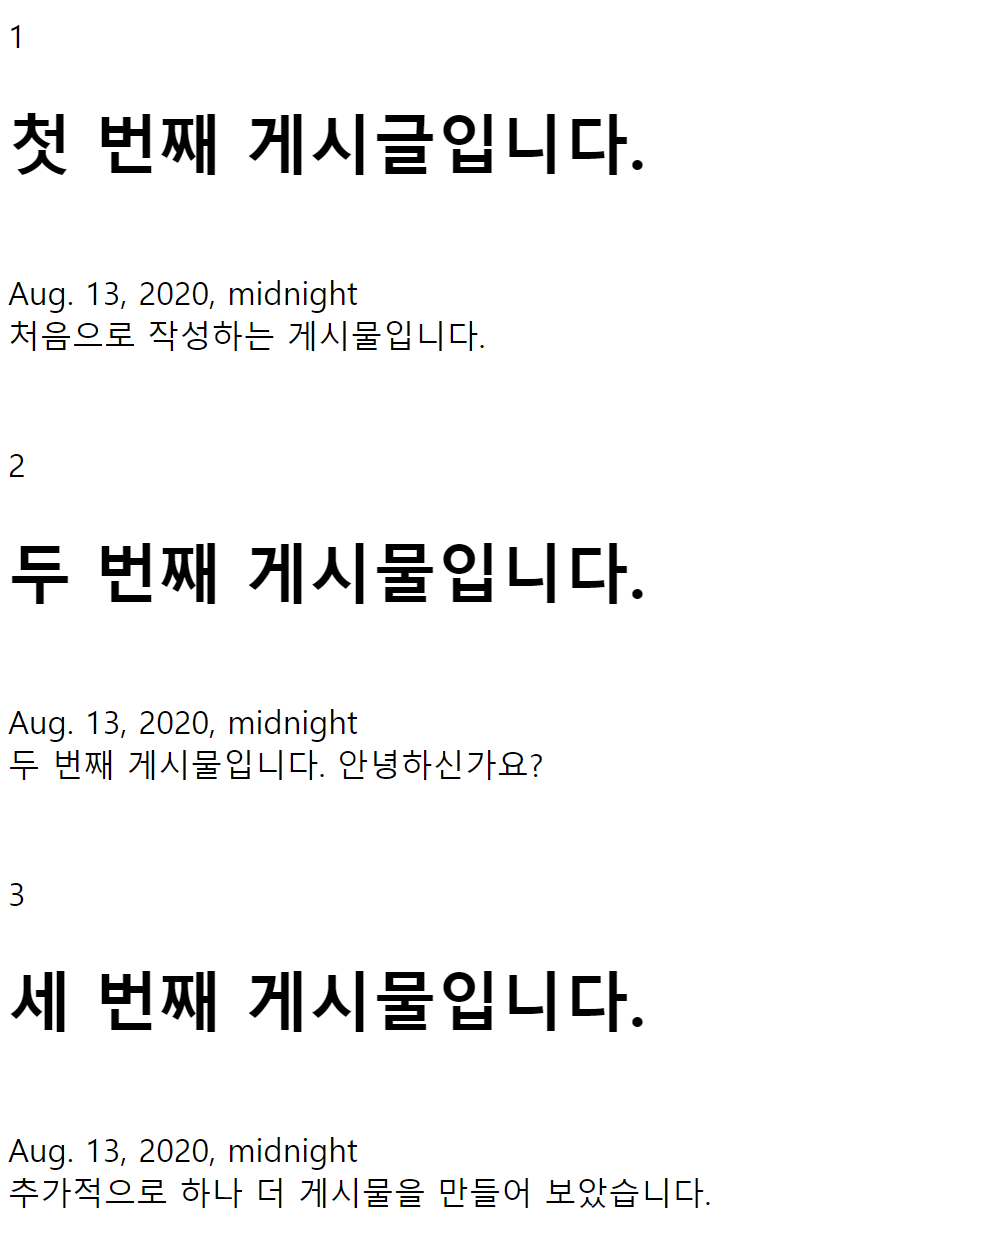 1
첫 번째 게시글입니다.
Aug. 13, 2020, midnight
처음으로 작성하는 게시물입니다.
2
두 번째 게시물입니다.
Aug. 13, 2020, midnight
두 번째 게시물입니다. 안녕하신가요?
3
세 번째 게시물입니다.
Aug. 13, 2020, midnight
추가적으로 하나 더 게시물을 만들어 보았습니다.